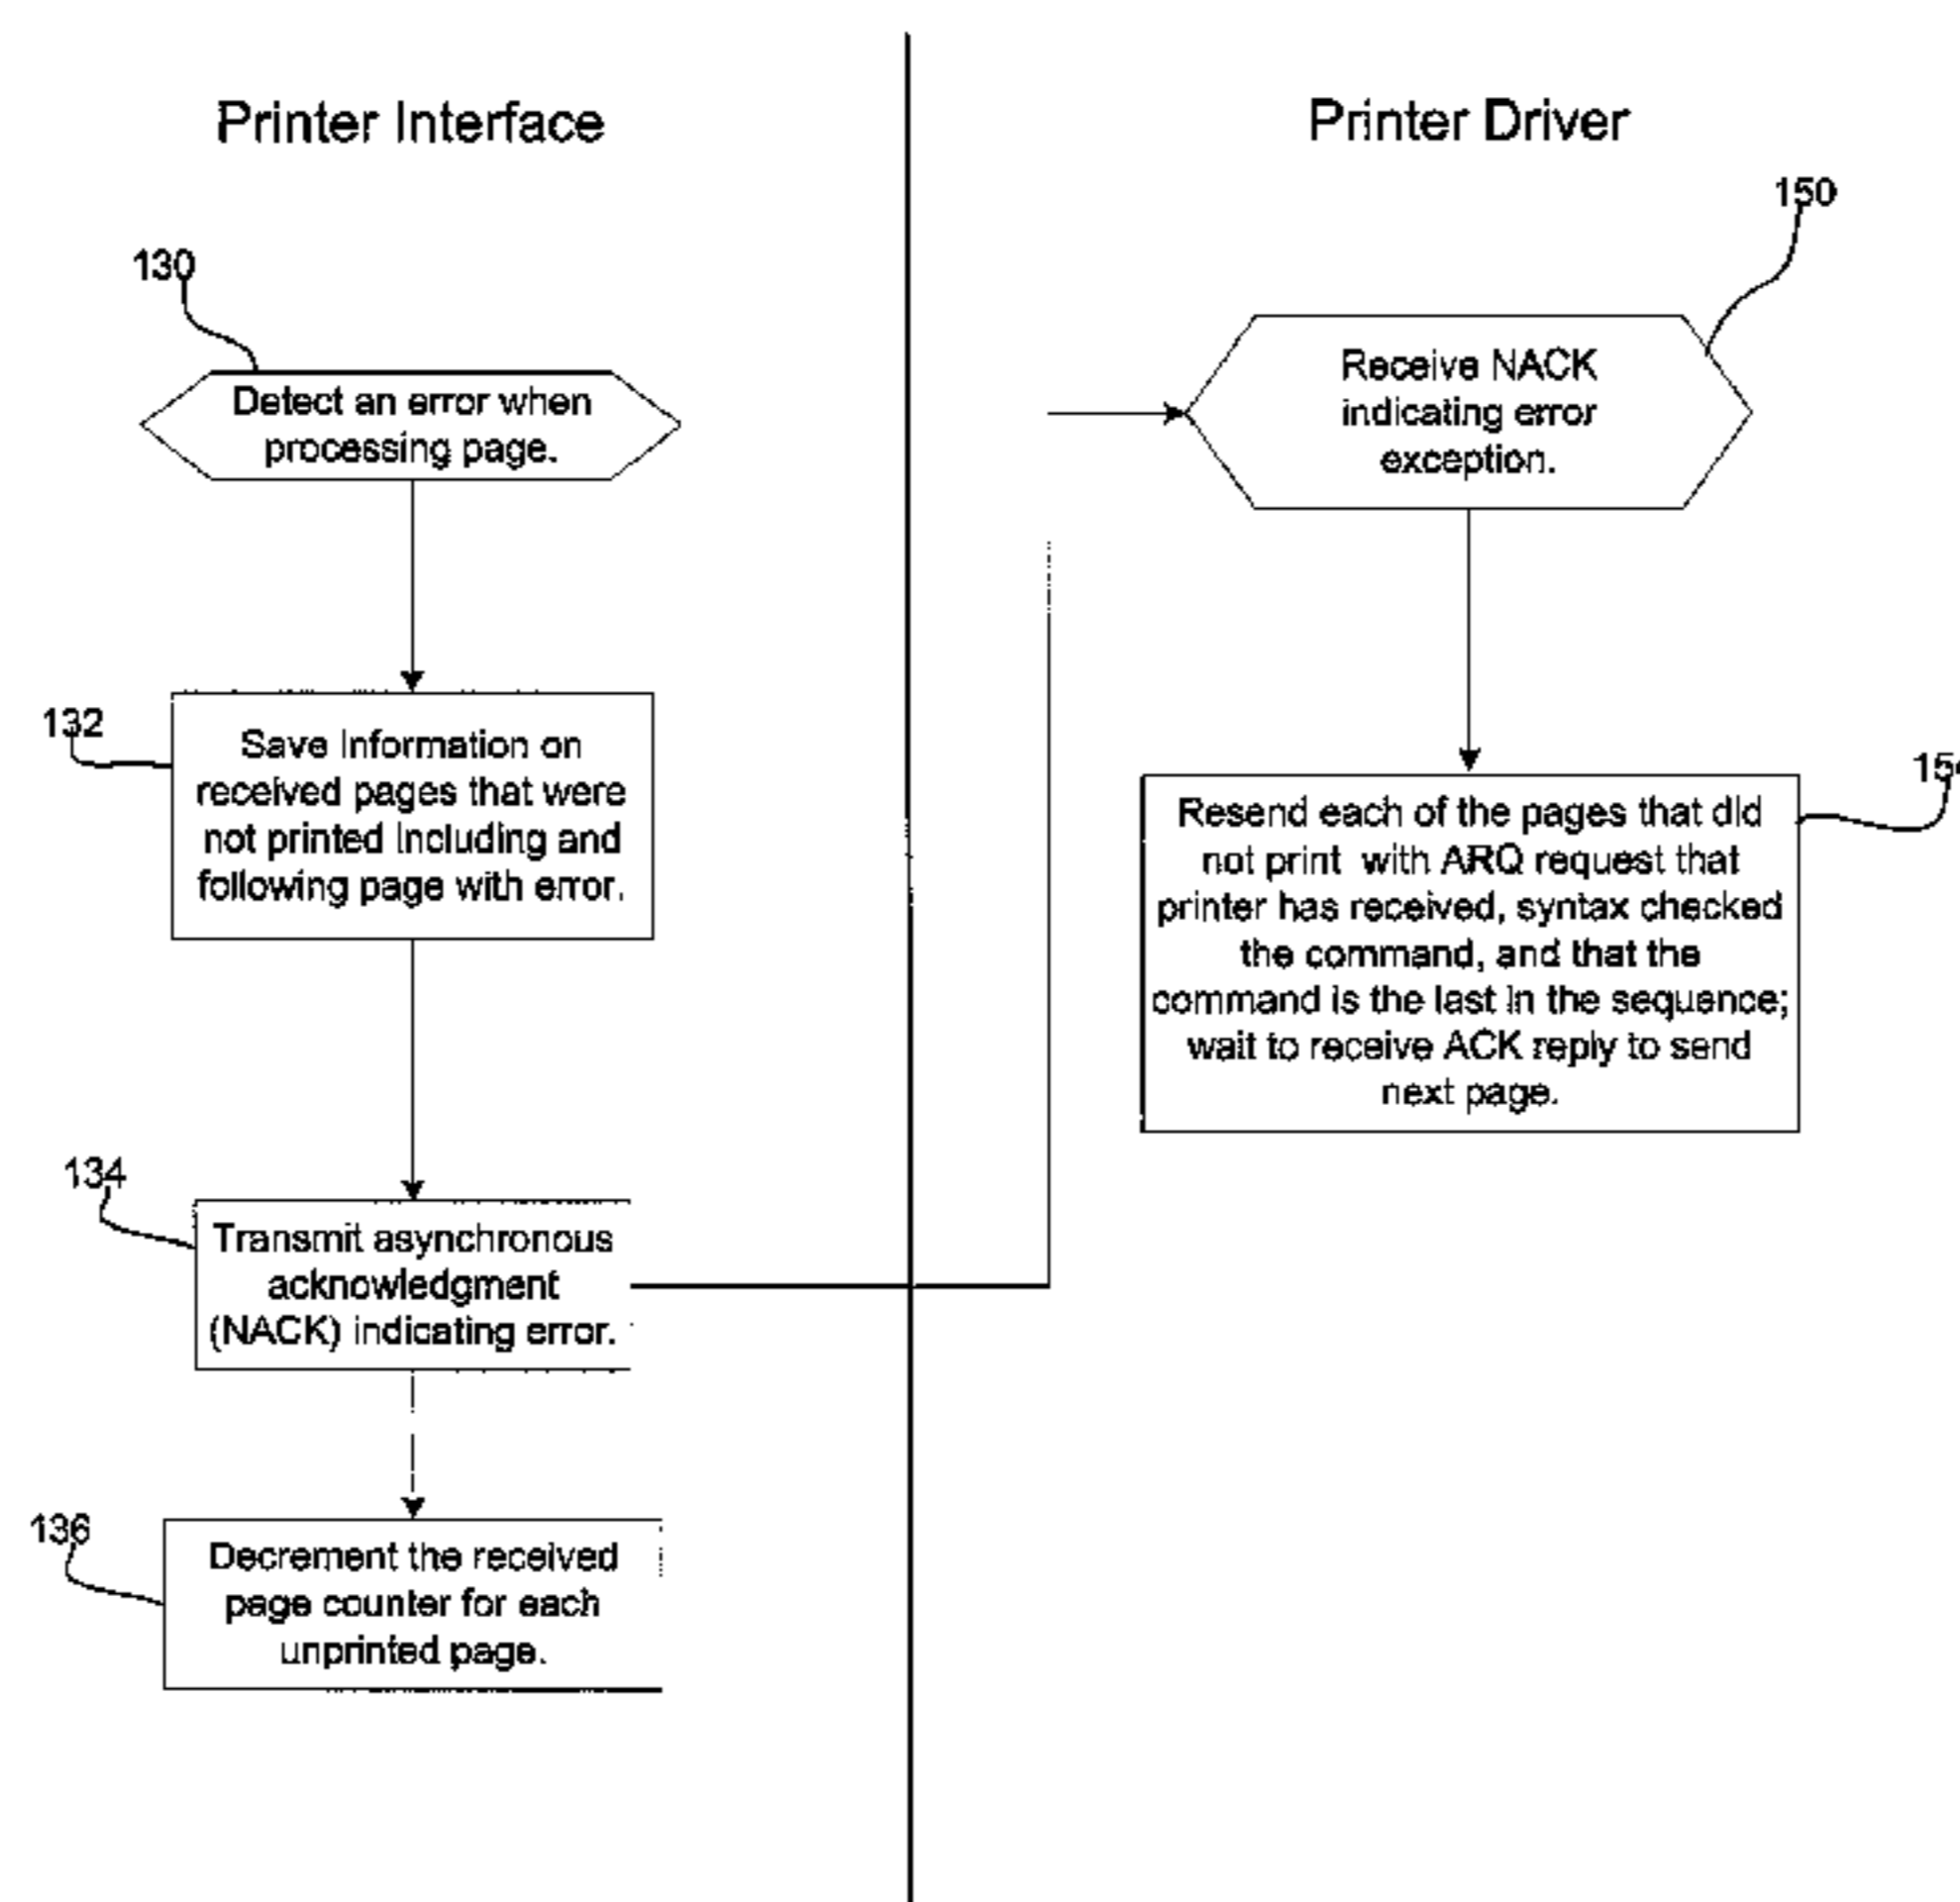 Printer Interface
130
Detect an error when
processing page.
132
Save Information on
received pages that were
not printed Including and
following page with error.
134
Transmit asynchronous
acknowledgment
(NACK) indicating error.
136
Decrement the received
page counter for each
unprinted page.
Printer Driver
150
Receive NACK
indicating error
exception.
154
Resend each of the pages that did
not print with ARQ request that
printer has received, syntax checked
the command, and that the
command is the last in the sequence;
wait to receive ACK reply to send
next page.